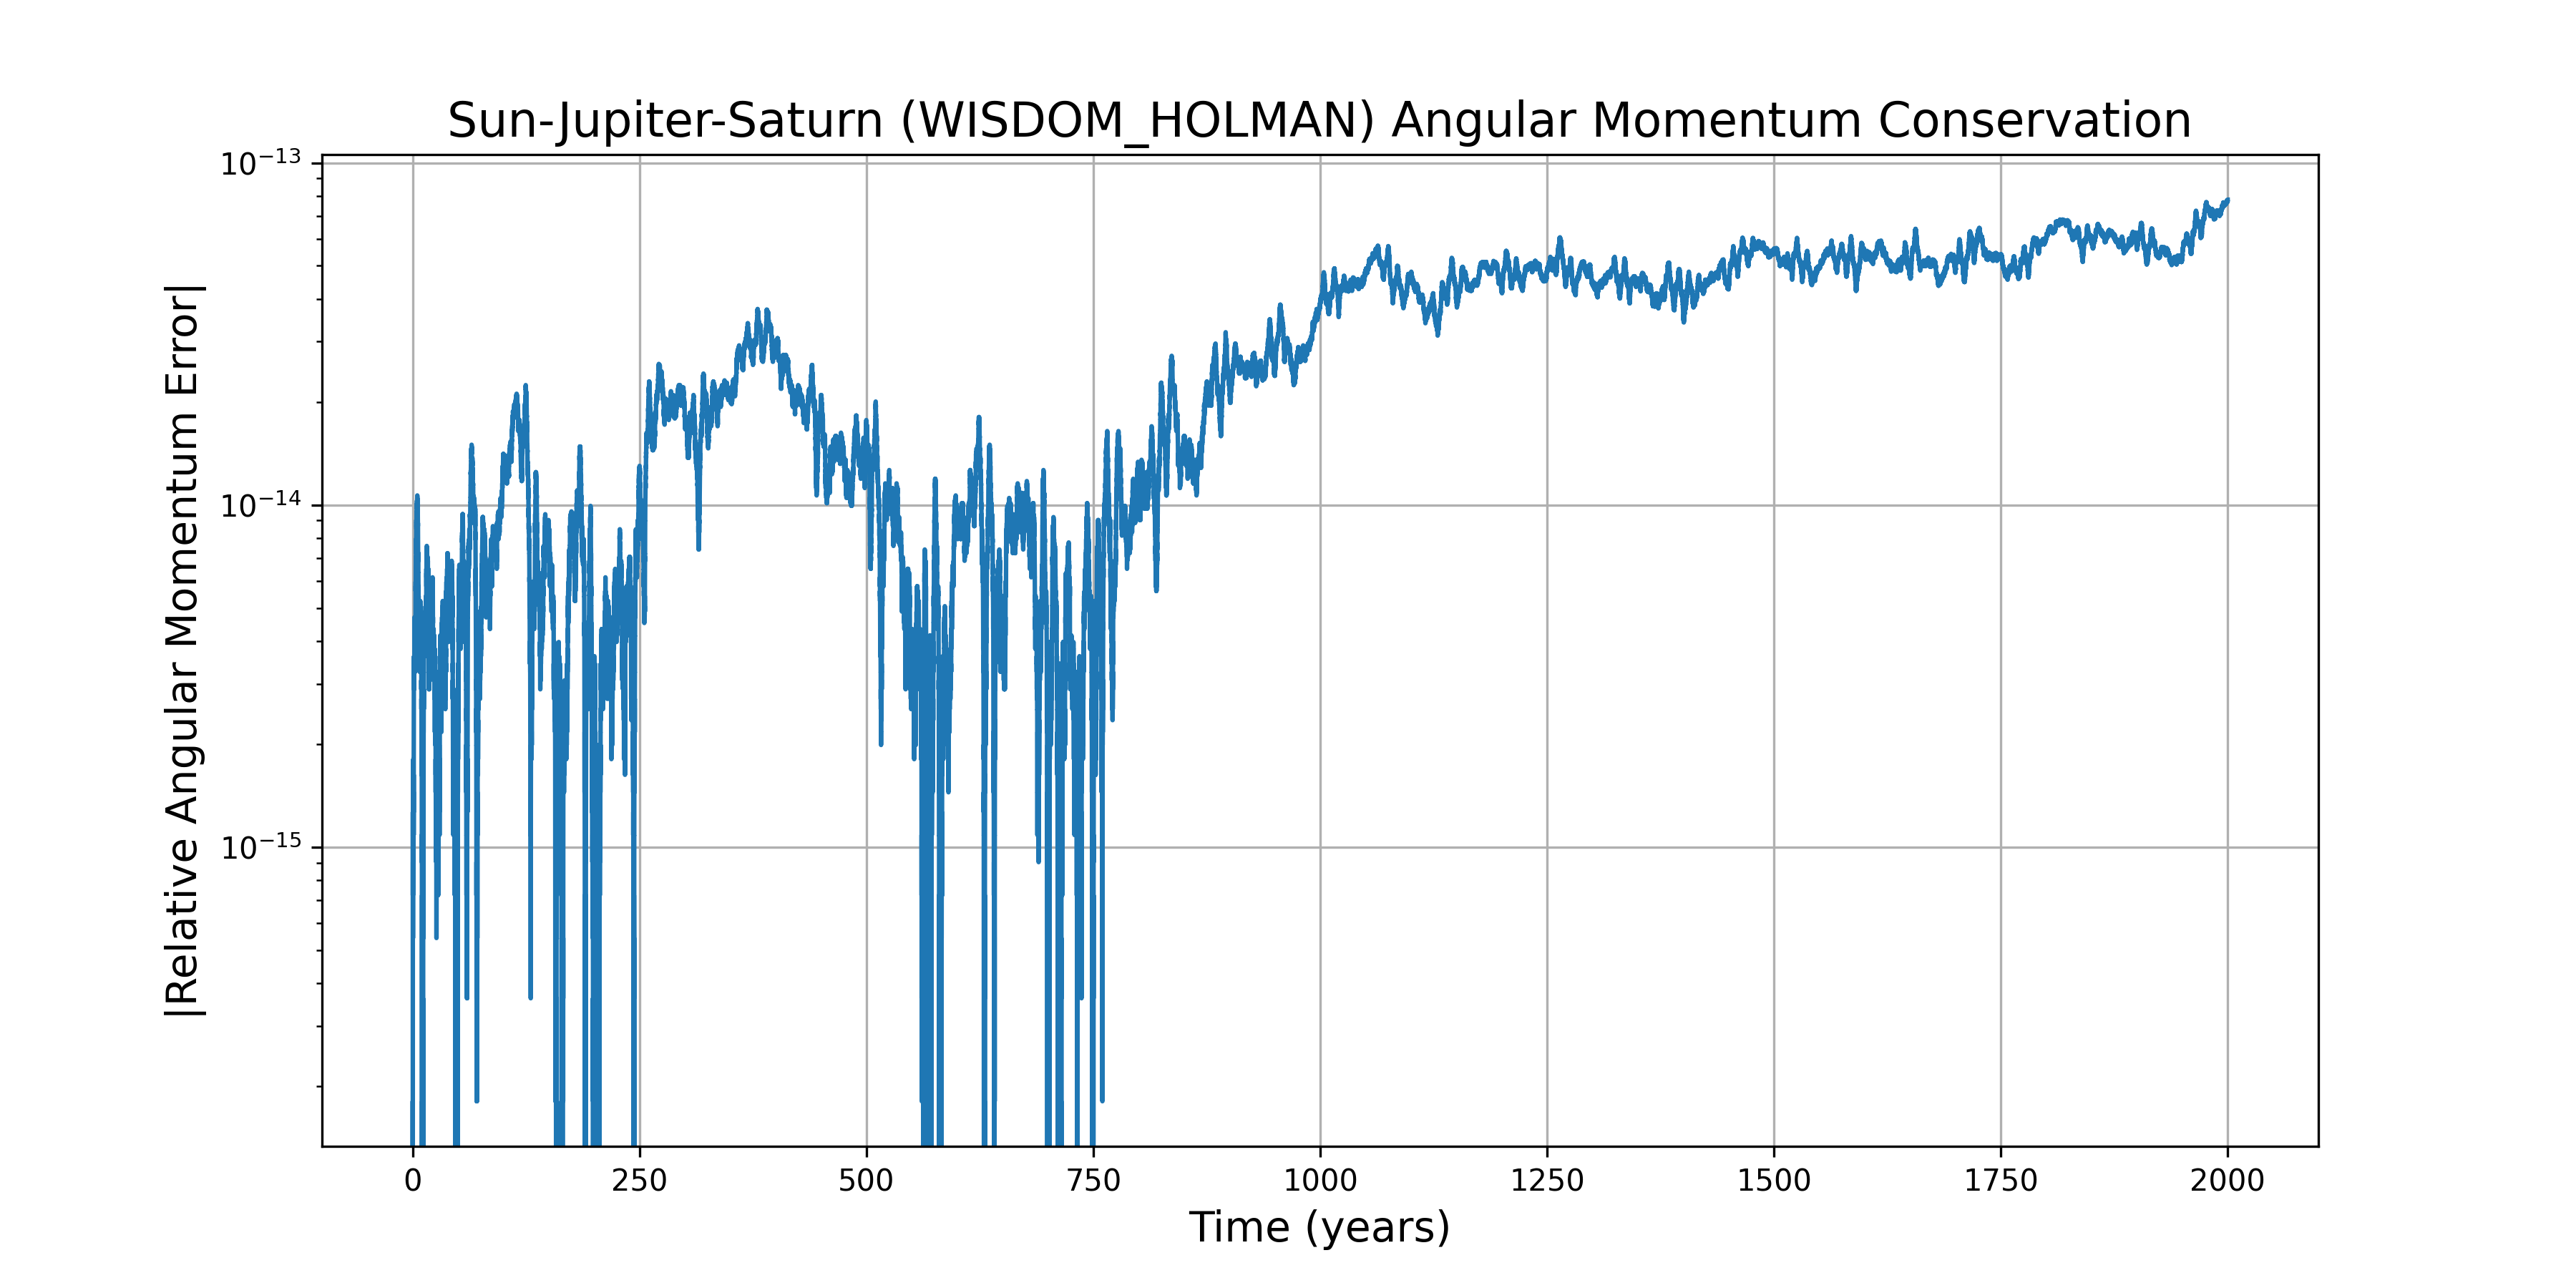 Sun-Jupiter-Saturn (WISDOM_HOLMAN) Angular Momentum Conservation
|Relative Angular Momentum Error|
10⁻¹³
10⁻¹⁴
10⁻¹⁵
0 250 500 750 1000 1250 1500 1750 2000
Time (years)